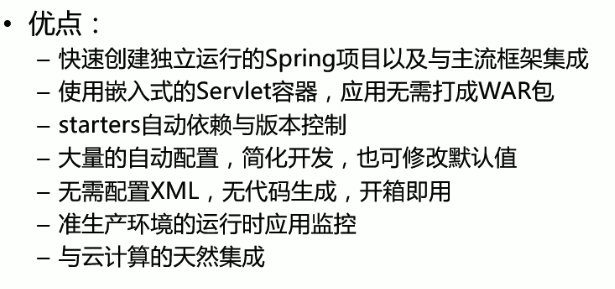 • 优点：
– 快速创建独立运行的Spring项目以及与主流框架集成
– 使用嵌入式的Servlet容器，应用无需打成WAR包
– starters自动依赖与版本控制
– 大量的自动配置，简化开发，也可修改默认值
– 无需配置XML，无代码生成，开箱即用
– 准生产环境的运行时应用监控
– 与云计算的天然集成